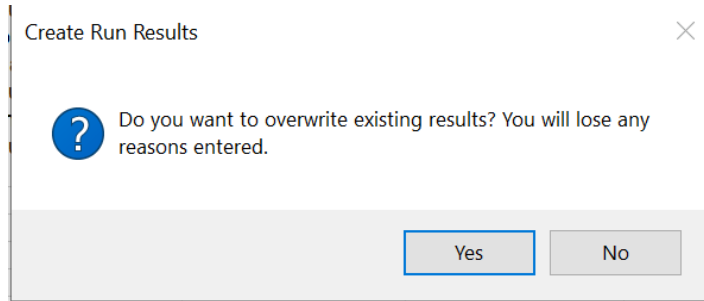 Create Run Results
Do you want to overwrite existing results? You will lose any
reasons entered.
Yes
No